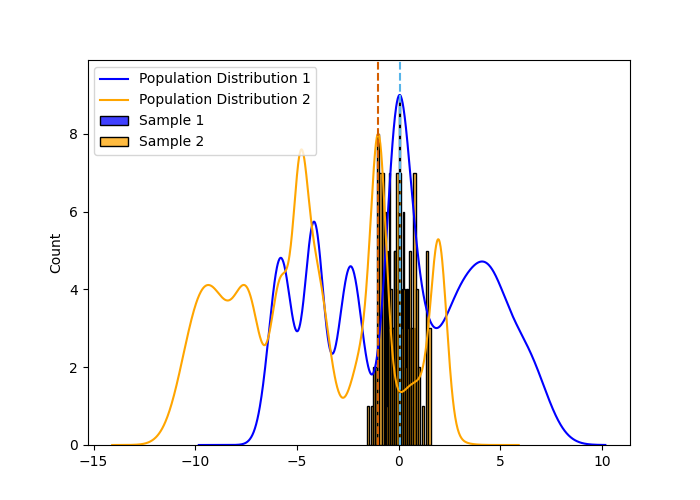 Population Distribution 1
Population Distribution 2
Sample 1
Sample 2
Count
8
6
4
2
0
−15 −10 −5 0 5 10